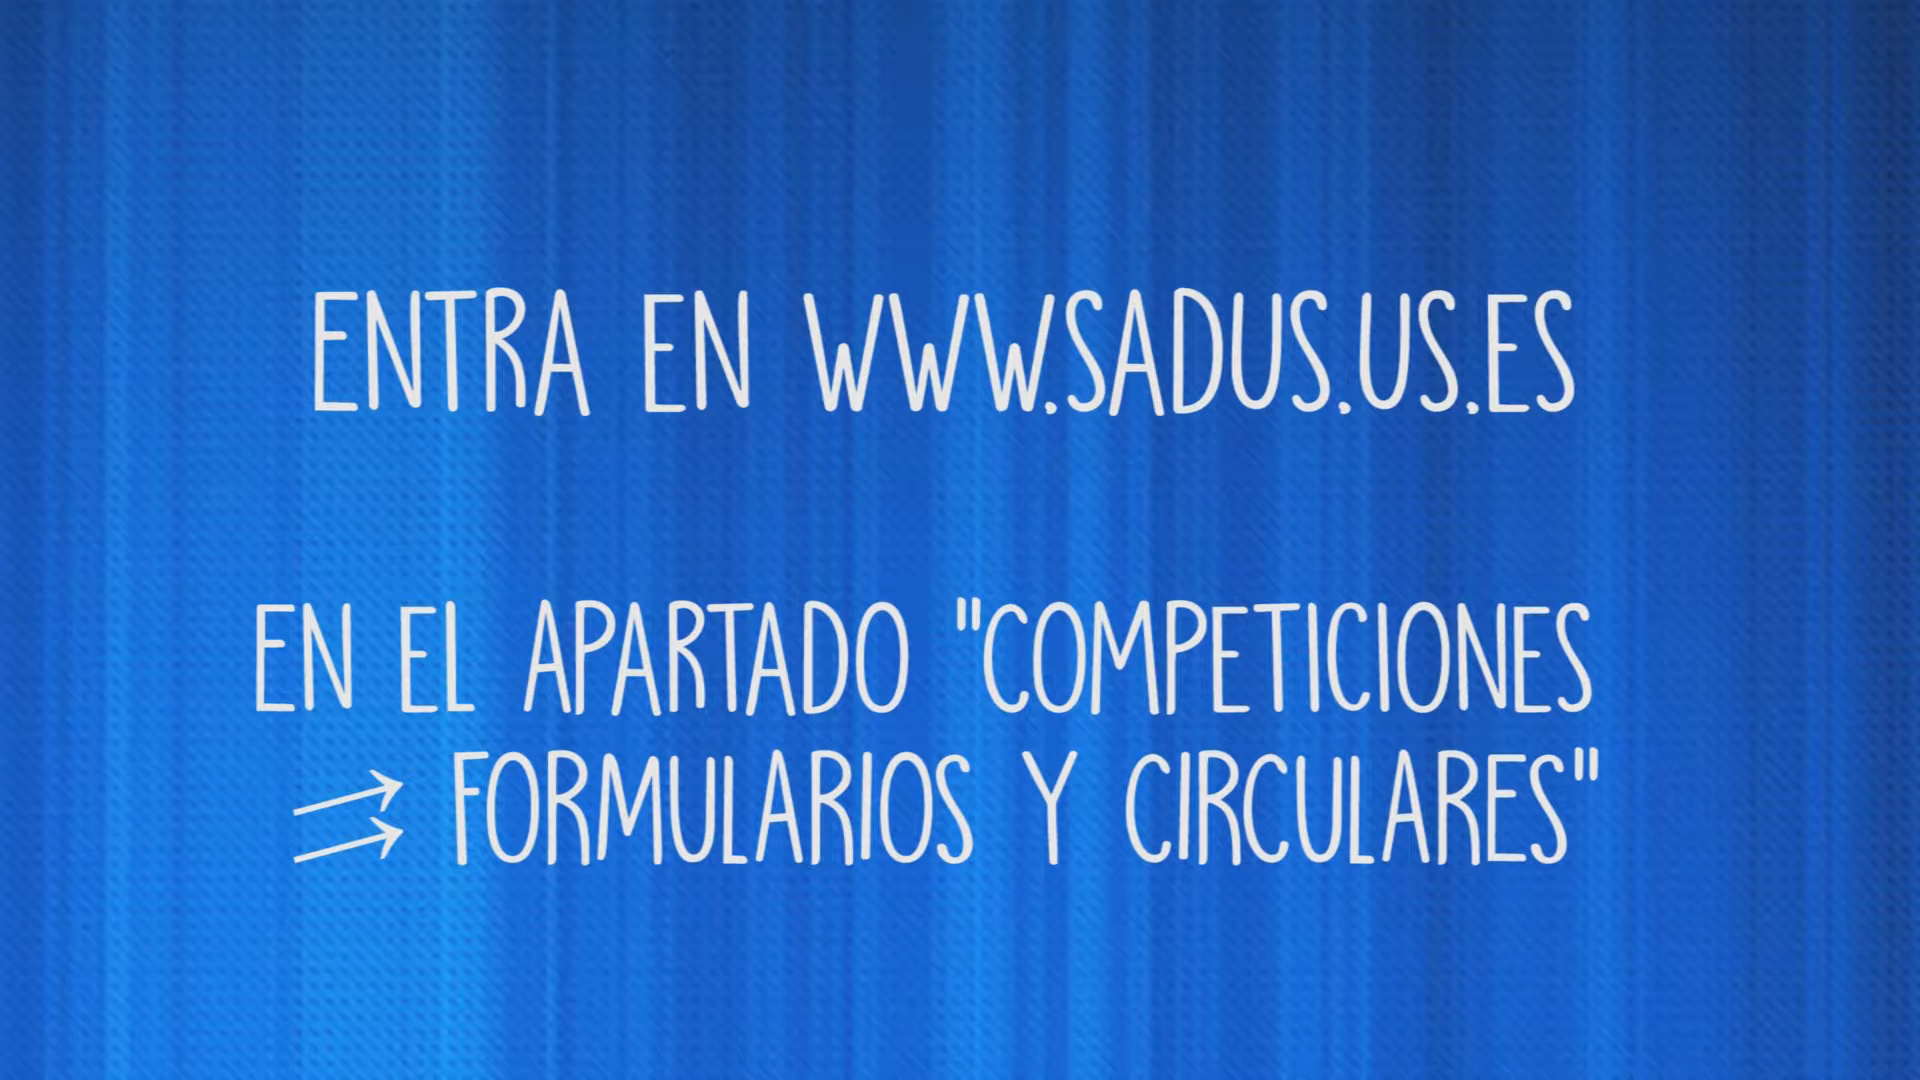 ENTRA EN WWW.SADUS.US.ES
EN EL APARTADO "COMPETICIONES
⇉ FORMULARIOS Y CIRCULARES"